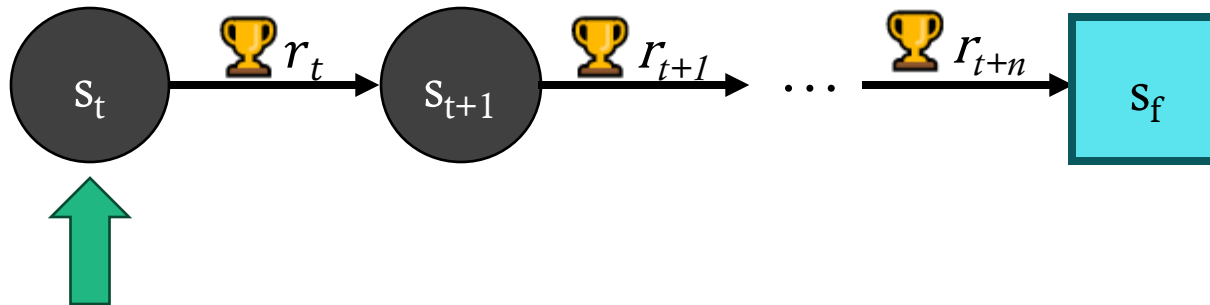 s_t r_t s_{t+1} r_{t+1} ... r_{t+n} s_f